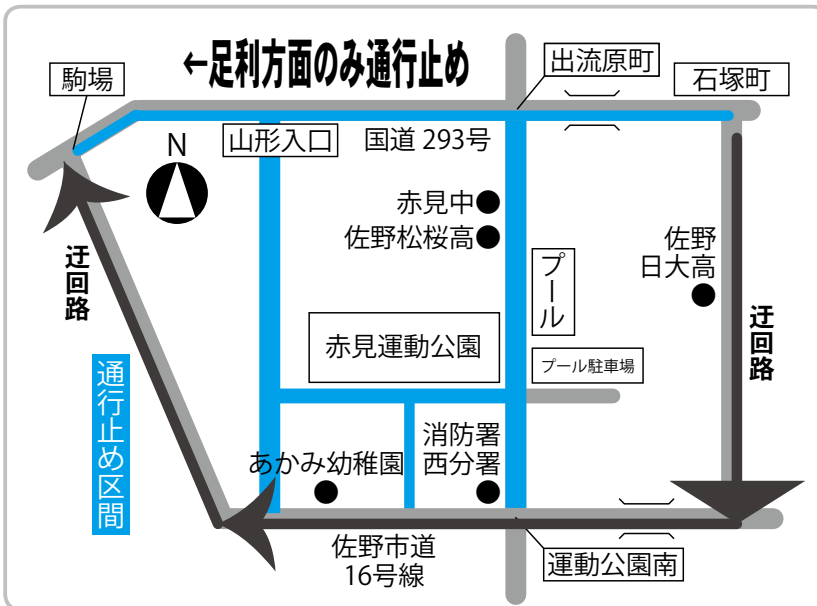 ←足利方面のみ通行止め
出流原町
石塚町
駒場
N
山形入口
国道 293号
赤見中
佐野松桜高
佐野
日大高
プール
迂回路
迂回路
赤見運動公園
プール駐車場
通行止め区間
消防署
西分署
あかみ幼稚園
佐野市道
16号線
運動公園南